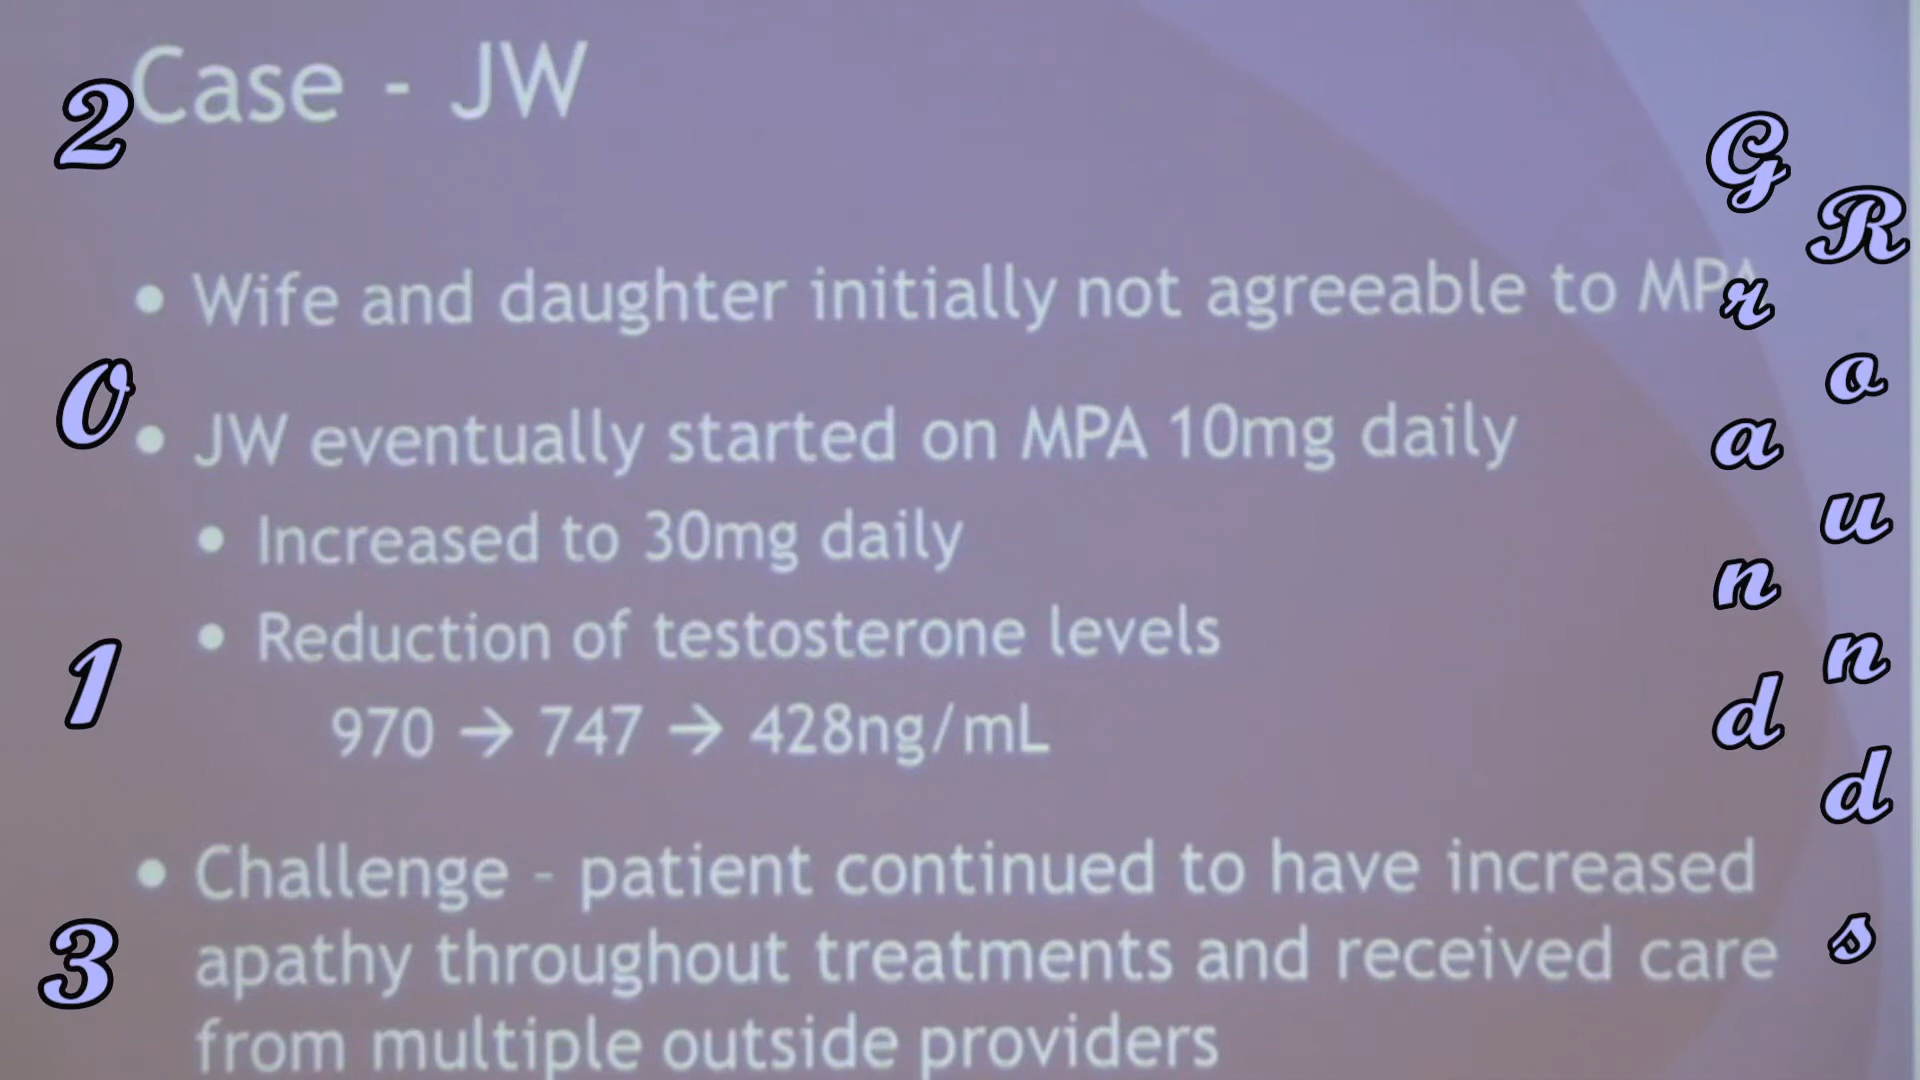 Case - JW
• Wife and daughter initially not agreeable to MPA
• JW eventually started on MPA 10mg daily
• Increased to 30mg daily
• Reduction of testosterone levels
970 → 747 → 428ng/mL
• Challenge – patient continued to have increased
apathy throughout treatments and received care
from multiple outside providers
2013
Grand
Rounds